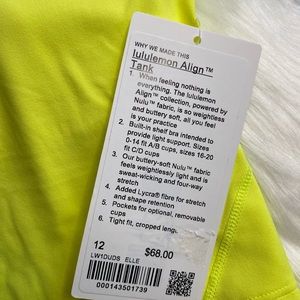 WHY WE MADE THIS
lululemon Align™
Tank
1. When feeling nothing is
everything. The lululemon
Align™ collection, powered by
Nulu™ fabric, is so weightless
and buttery soft, all you feel
is your practice
2. Built-in shelf bra intended to
provide light support. Sizes
0-14 fit A/B cups, sizes 16-20
fit C/D cups
3. Our buttery-soft Nulu™ fabric
feels weightlessly light and is
sweat-wicking and four-way
stretch
4. Added Lycra® fibre for stretch
and shape retention
5. Pockets for optional, removable
cups
6. Tight fit, cropped length
12
$68.00
LW1DUDS ELLE
000143501739